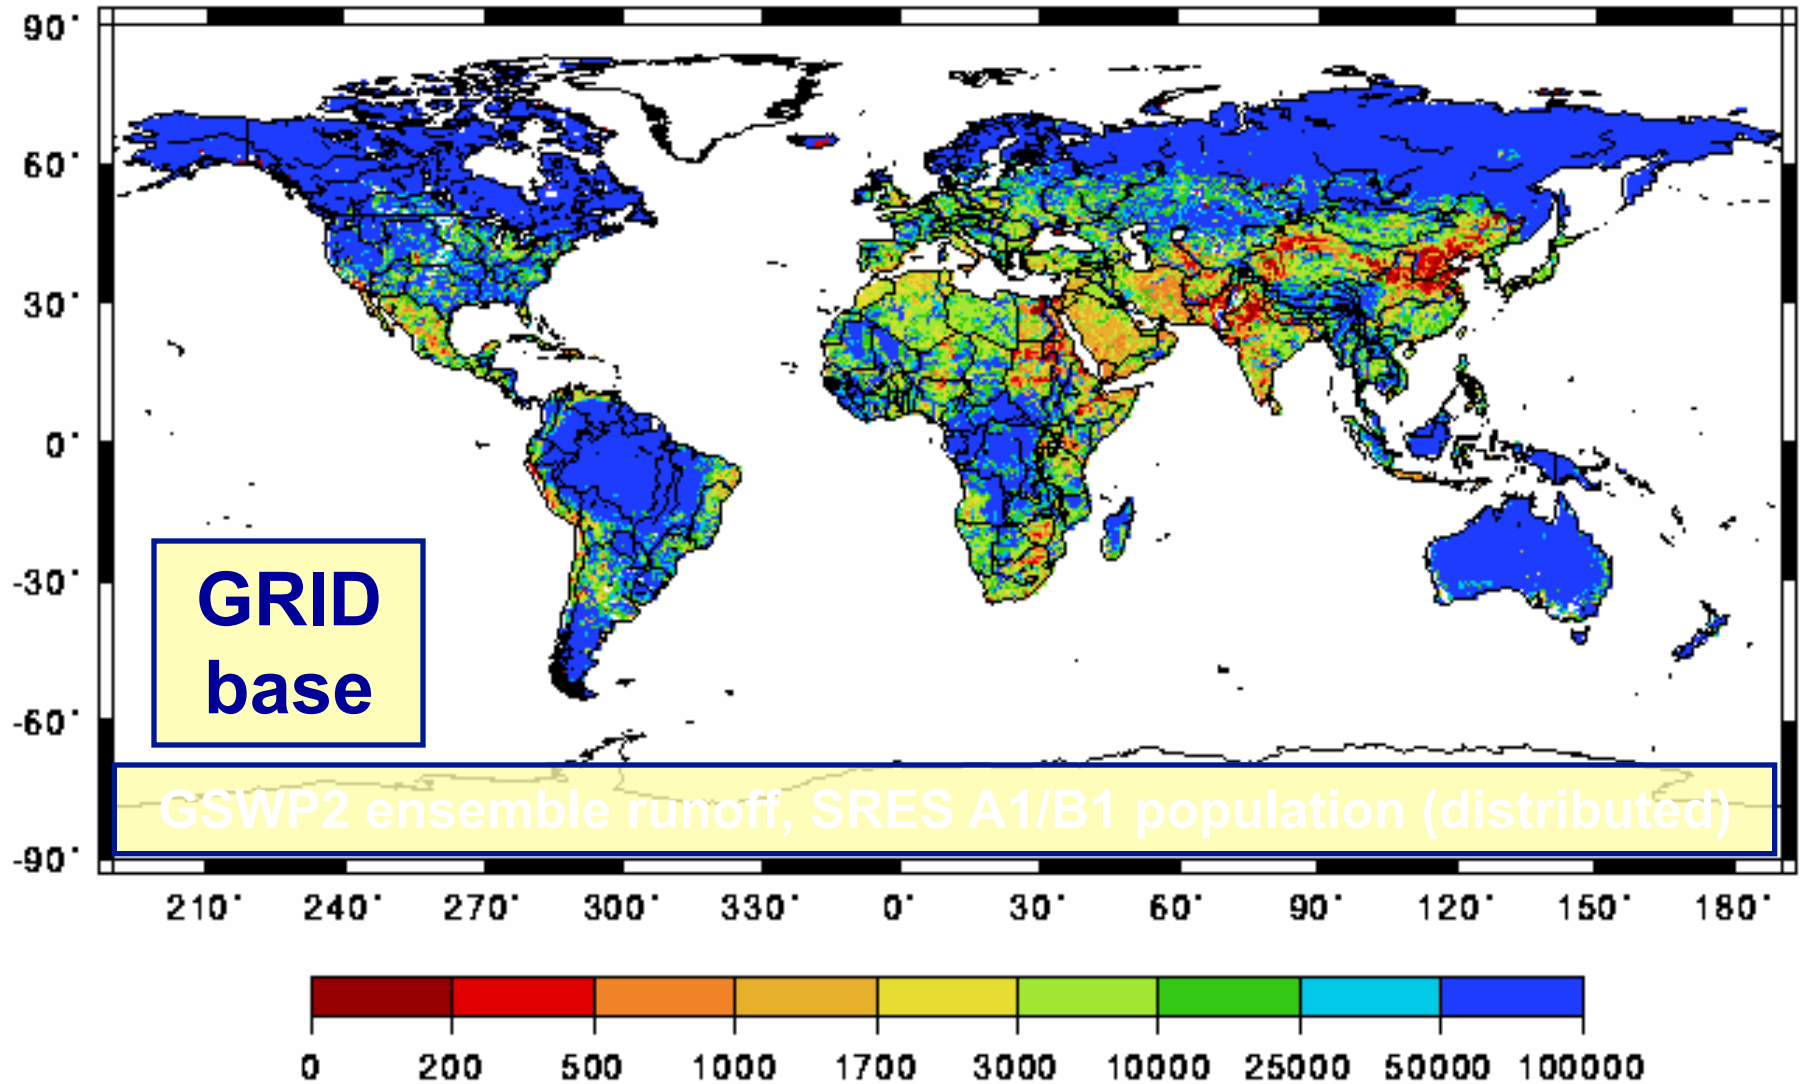 90°
60°
30°
0°
-30°
-60°
-90°
GRID
base
GSWP2 ensemble runoff, SRES A1/B1 population (distributed)
210° 240° 270° 300° 330° 0° 30° 60° 90° 120° 150° 180°
0 200 500 1000 1700 3000 10000 25000 50000 100000